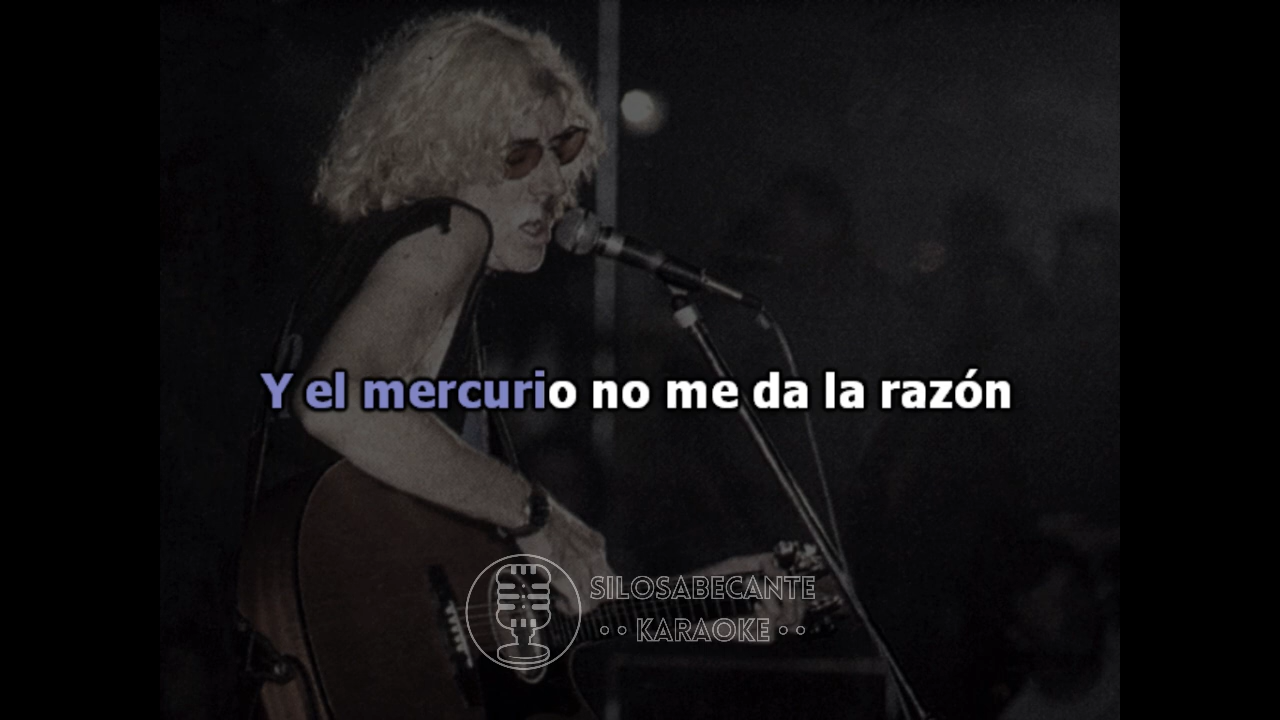 Y el mercurio no me da la razón
SILOSABECANTE
•• KARAOKE ••